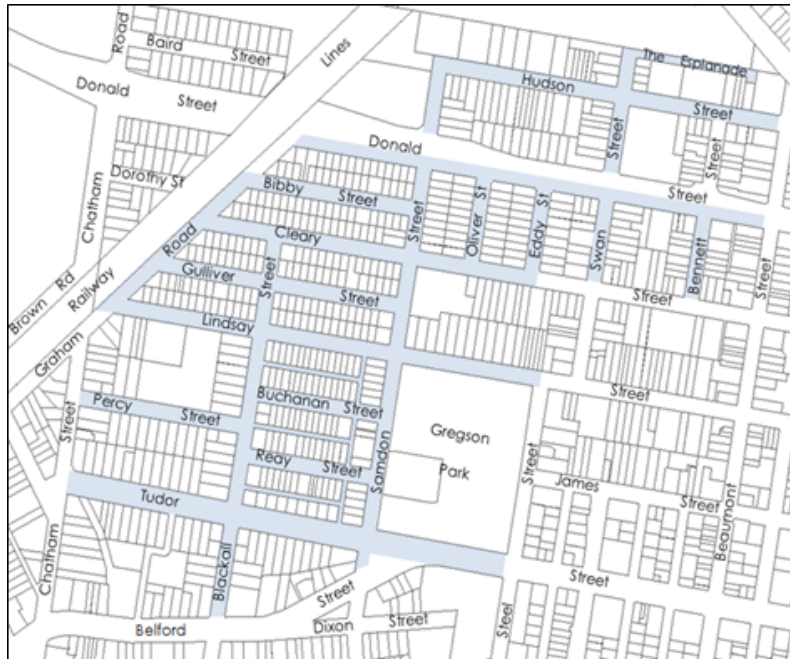 Road
Baird
Street
Lines
The Esplanade
Hudson
Street
Donald
Street
Street
Street
Donald
Street
Dorothy St
Bibby
Street
Street
Oliver St
Eddy St
Swan
Bennett
Street
Chatham
Road
Cleary
Street
Gulliver
Street
Street
Brown Rd
Railway
Lindsay
Graham
Street
Percy
Street
Buchanan
Street
Gregson
Park
Street
Street
Reay
Street
Samdon
James
Street
Beaumont
Tudor
Street
Chatham
Blackall
Street
Steel
Belford
Dixon
Street